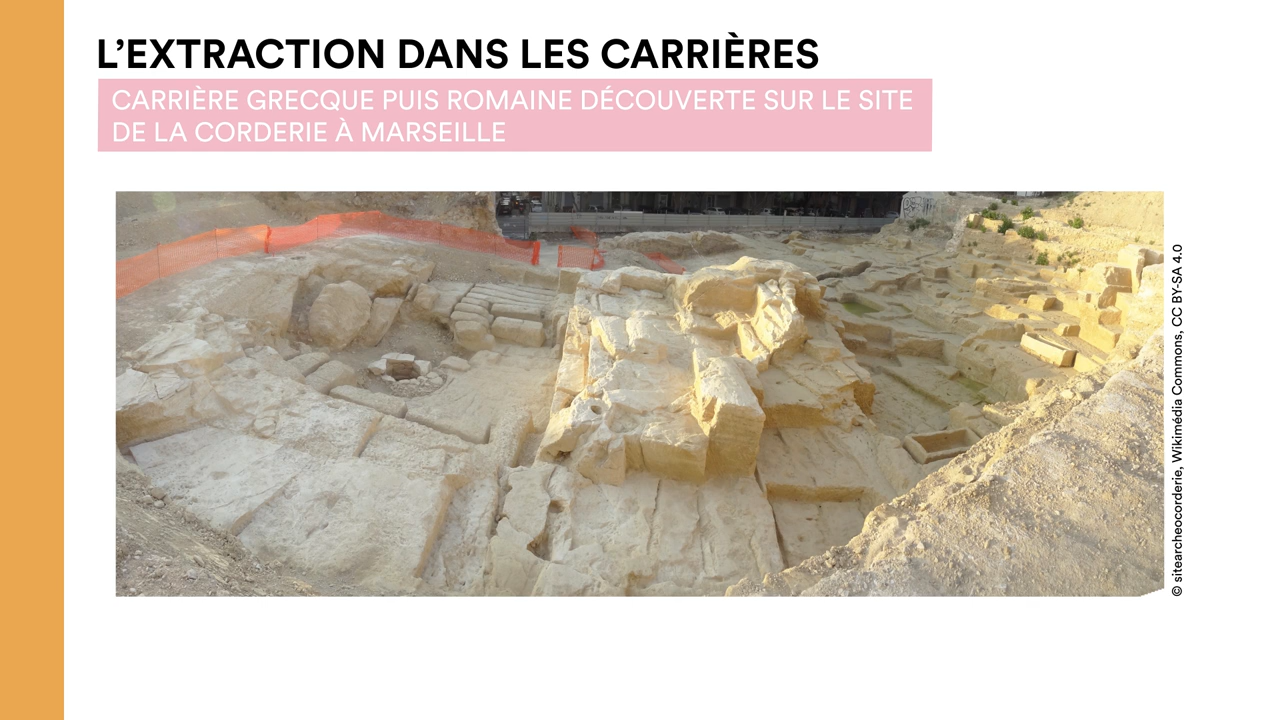 L’EXTRACTION DANS LES CARRIÈRES
CARRIÈRE GRECQUE PUIS ROMAINE DÉCOUVERTE SUR LE SITE
DE LA CORDERIE À MARSEILLE
© sitearcheocorderie, Wikimédia Commons, CC BY-SA 4.0